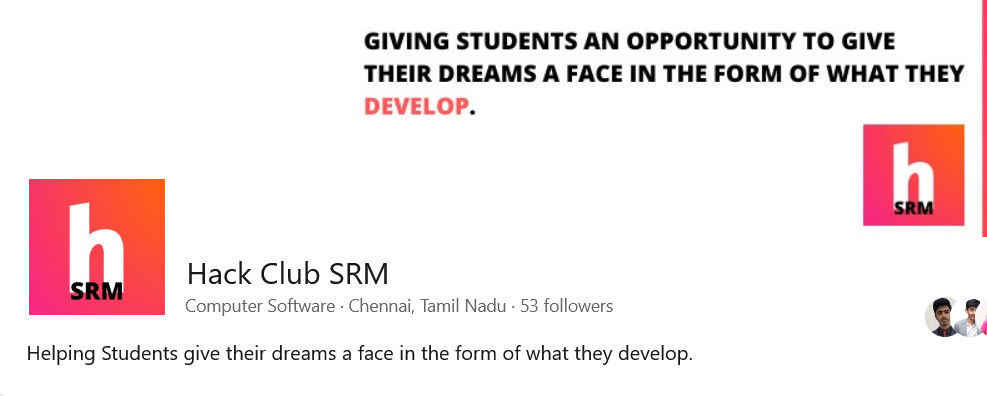 GIVING STUDENTS AN OPPORTUNITY TO GIVE
THEIR DREAMS A FACE IN THE FORM OF WHAT THEY
DEVELOP.
h
SRM
h
SRM
Hack Club SRM
Computer Software · Chennai, Tamil Nadu · 53 followers
Helping Students give their dreams a face in the form of what they develop.